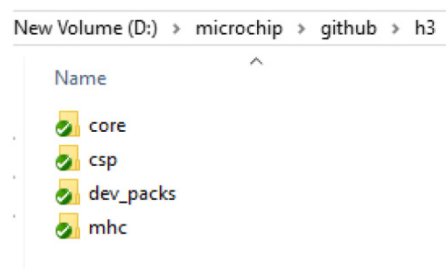 New Volume (D:) > microchip > github > h3
Name
core
csp
dev_packs
mhc